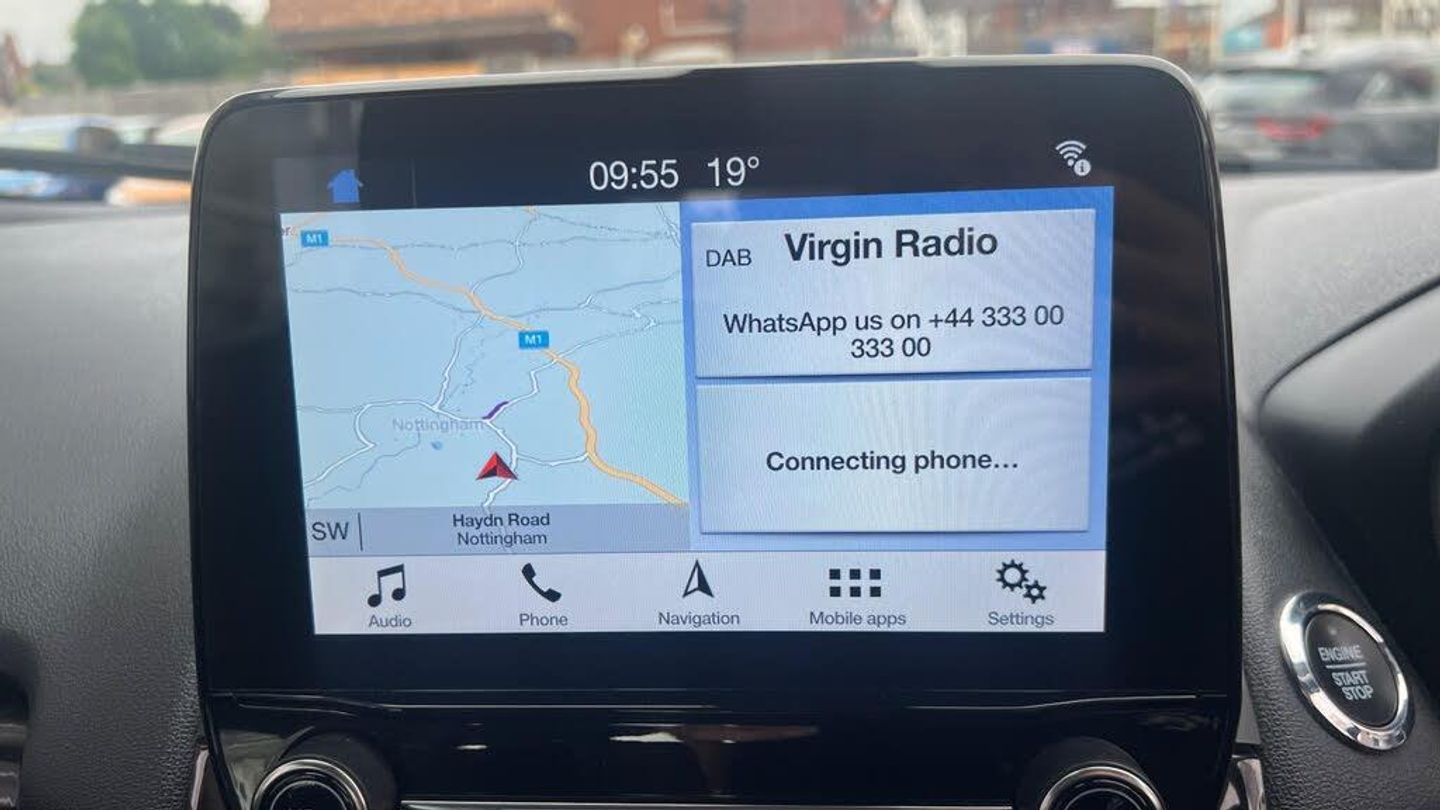 09:55 19°
er.
M1
M1
Nottingham
SW
Haydn Road
Nottingham
DAB Virgin Radio
WhatsApp us on +44 333 00
333 00
Connecting phone...
Audio
Phone
Navigation
Mobile apps
Settings
ENGINE
START
STOP